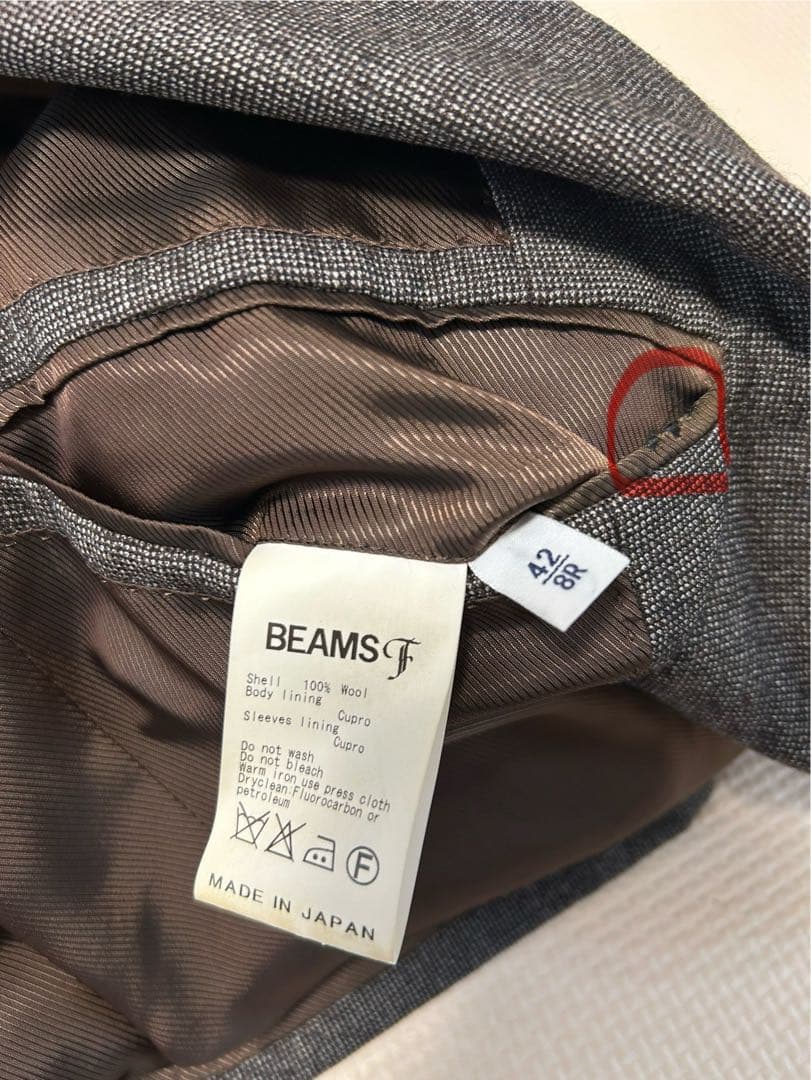 42
8R
BEAMS F
Shell 100% Wool
Body lining
Cupro
Sleeves lining
Cupro
Do not wash
Do not bleach
Warm iron use press cloth
Dryclean:Fluorocarbon or
petroleum
F
MADE IN JAPAN